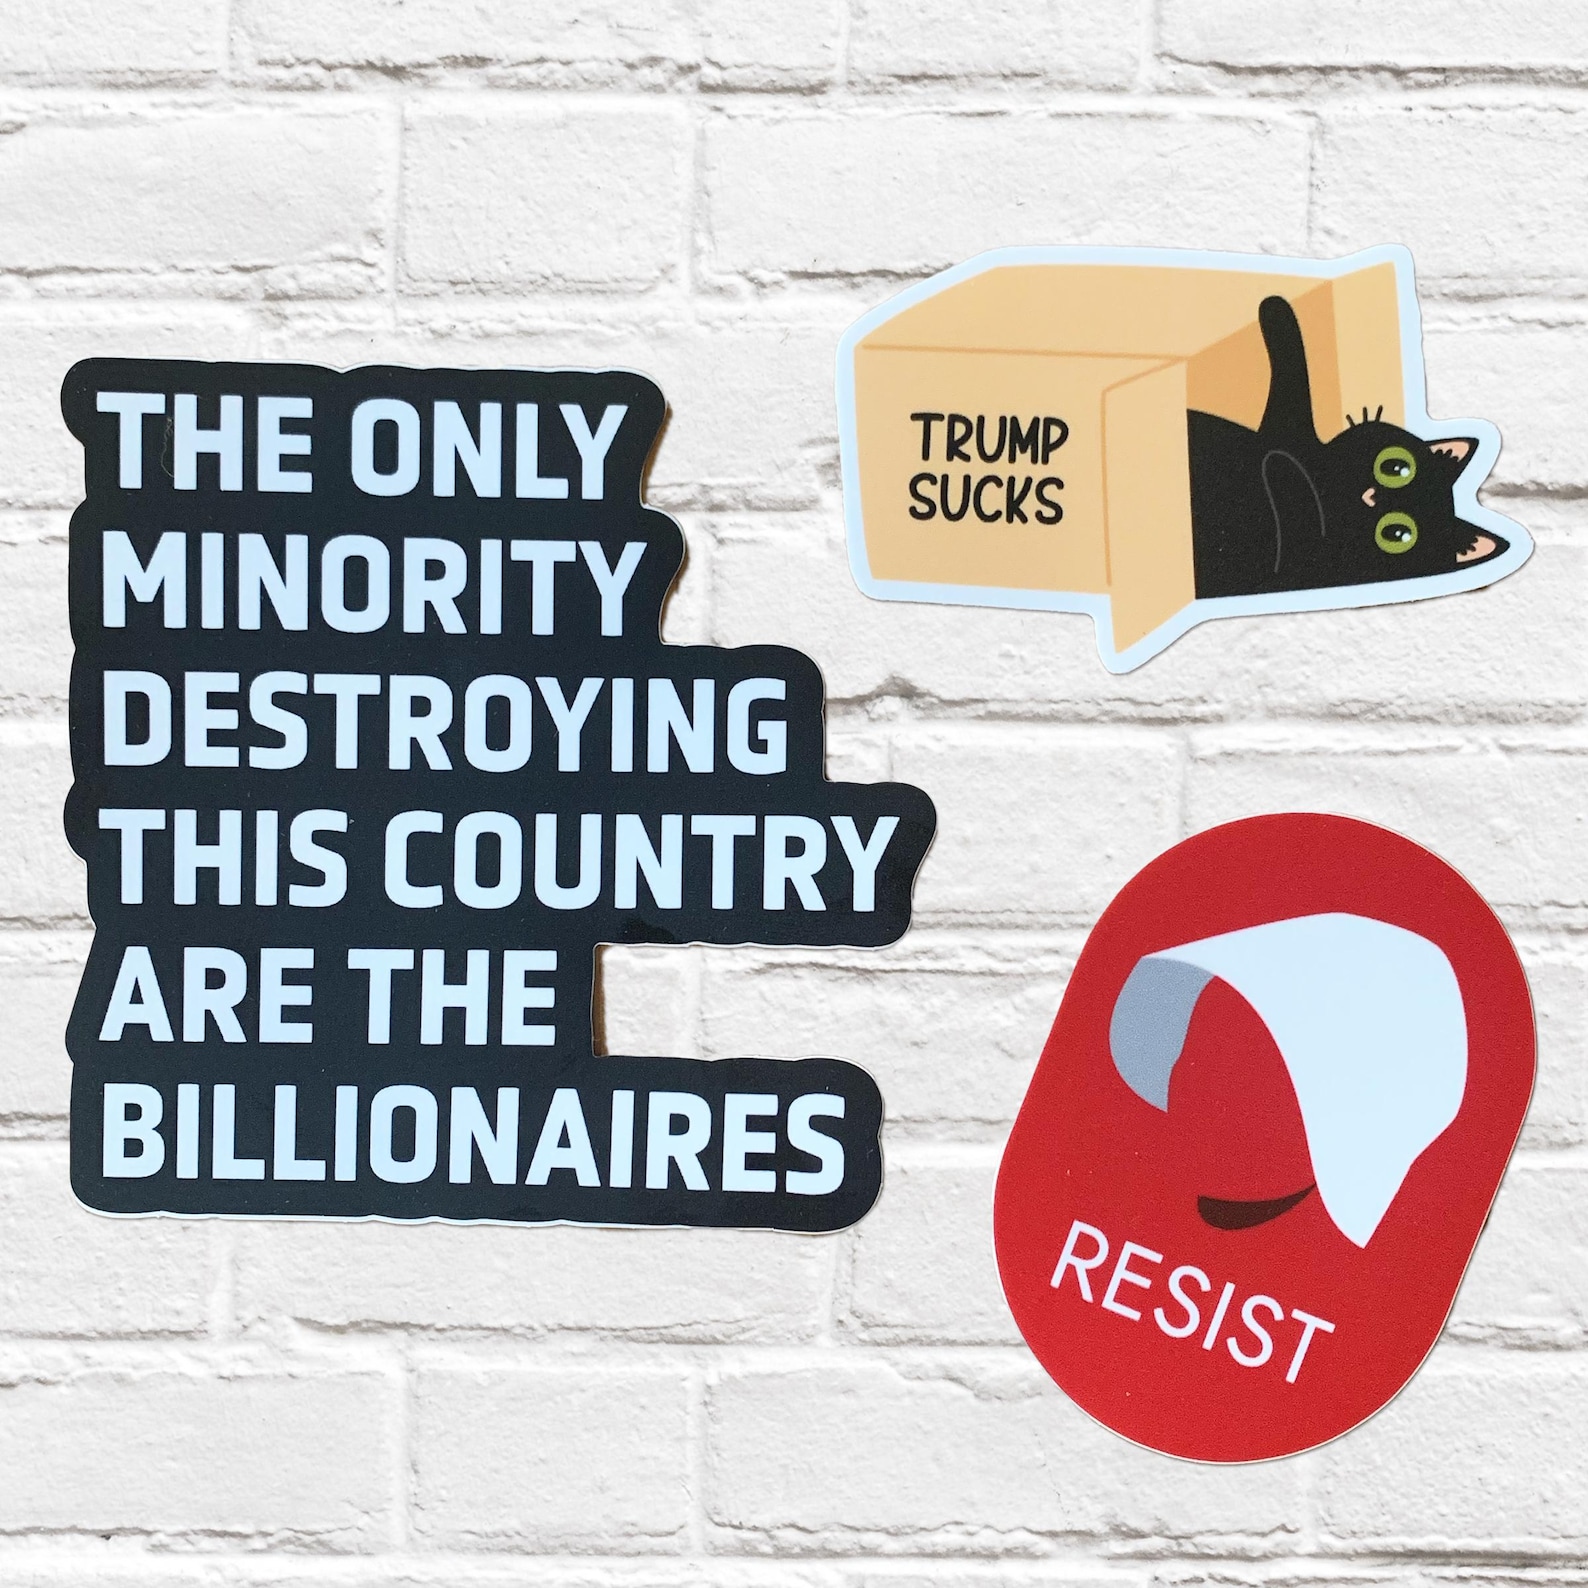 THE ONLY
MINORITY
DESTROYING
THIS COUNTRY
ARE THE
BILLIONAIRES
TRUMP
SUCKS
RESIST